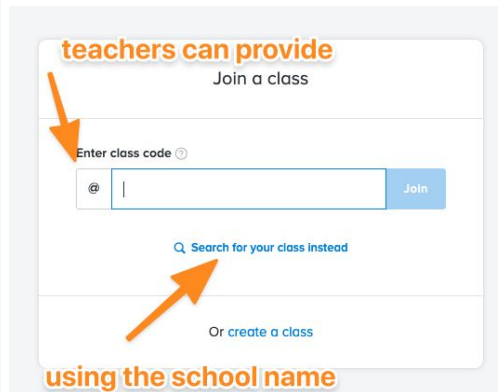 teachers can provide
Join a class
Enter class code ?
@
Join
Search for your class instead
Or create a class
using the school name